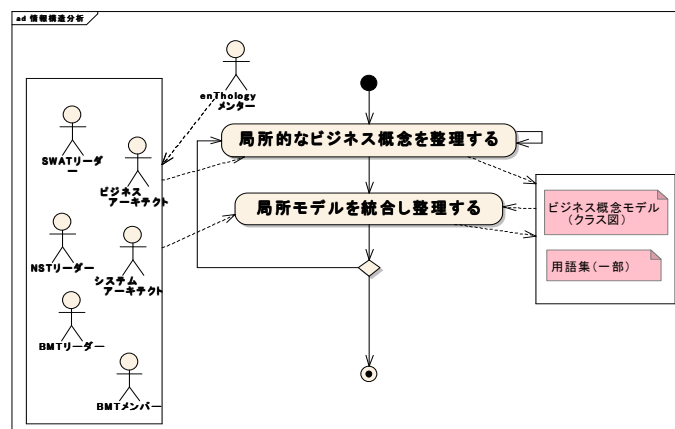 ad 情報構造分析
enThology
メンター
SWATリーダ
ー
ビジネス
アーキテクト
NSTリーダー
システム
アーキテクト
BMTリーダー
BMTメンバー
局所的なビジネス概念を整理する
局所モデルを統合し整理する
ビジネス概念モデル
(クラス図)
用語集(一部)